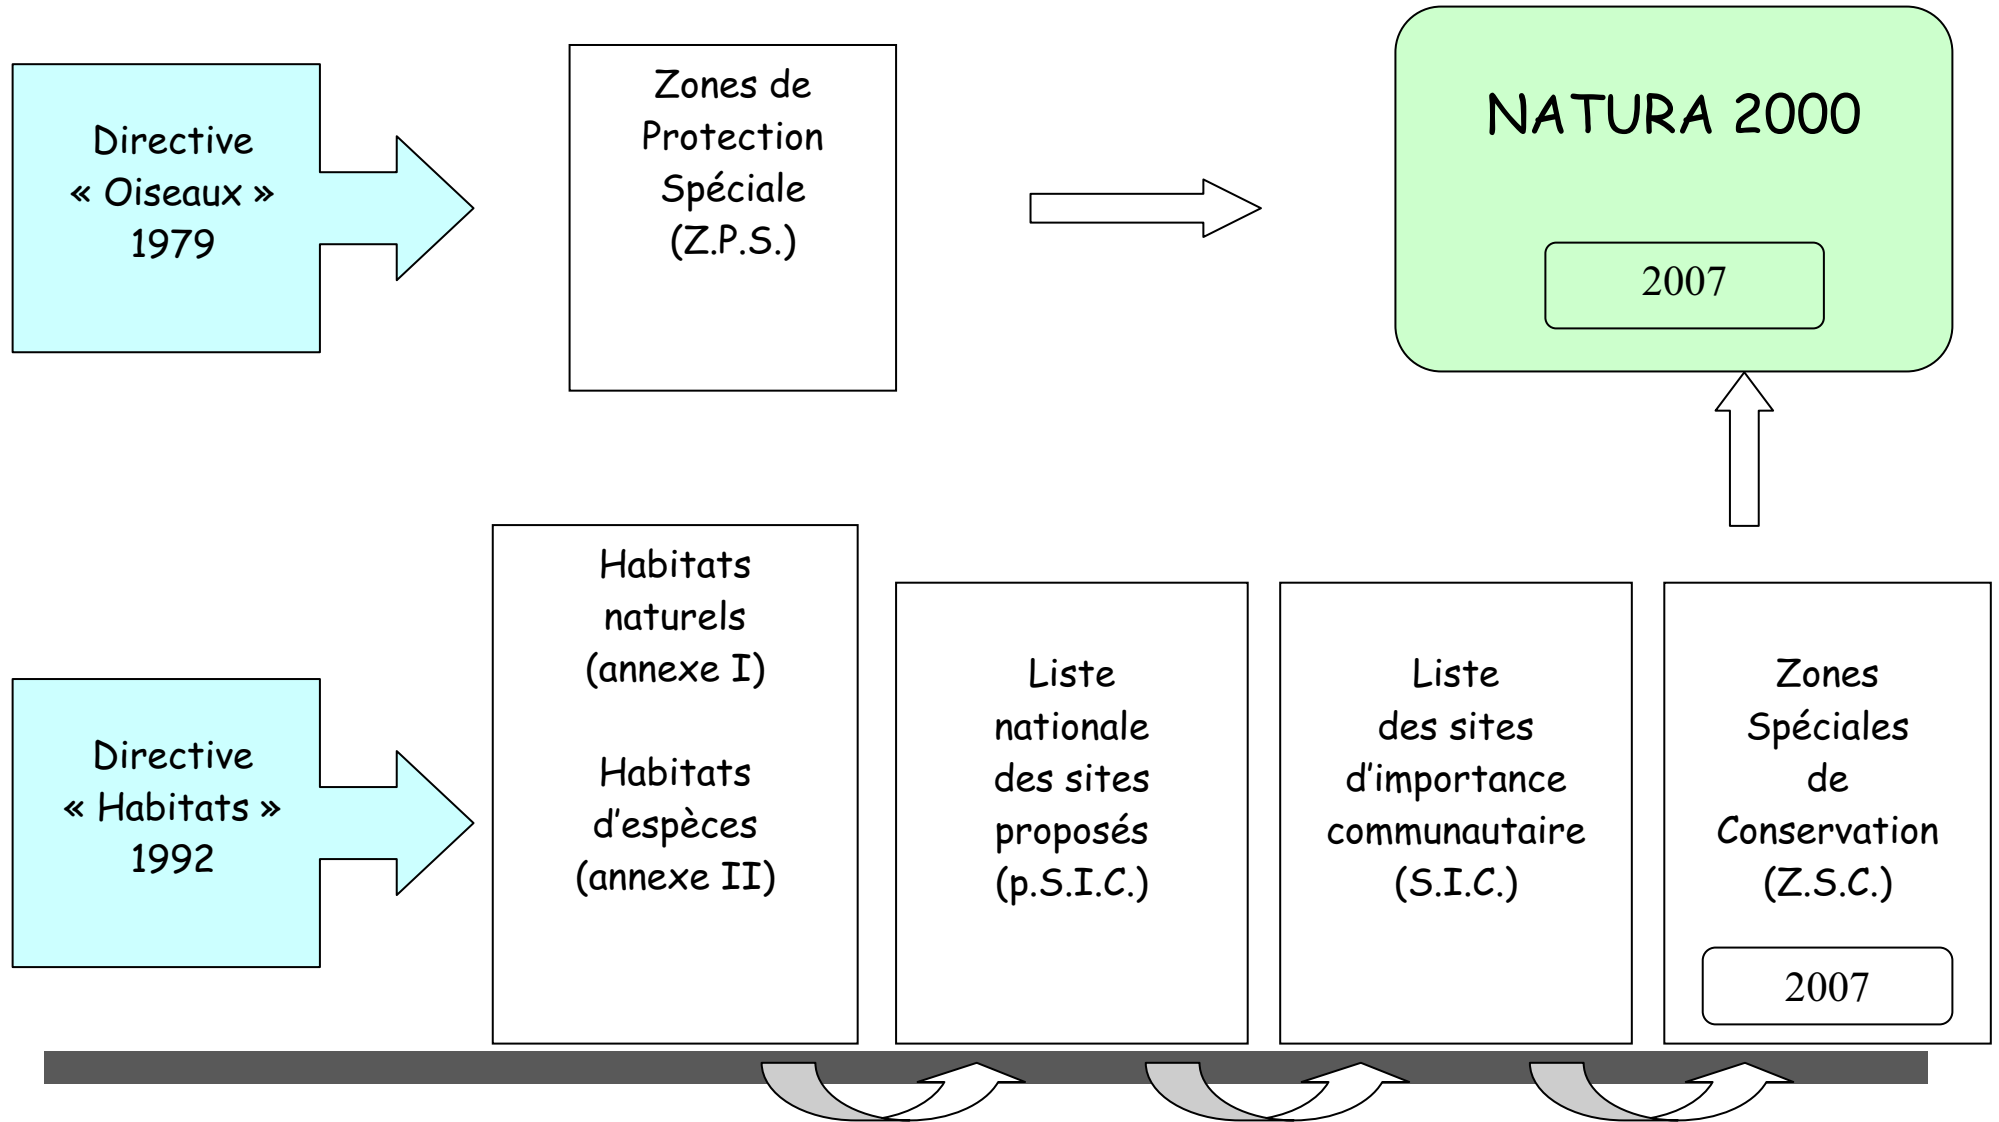 Directive
« Oiseaux »
1979
Zones de
Protection
Spéciale
(Z.P.S.)
NATURA 2000
2007
Directive
« Habitats »
1992
Habitats
naturels
(annexe I)
Habitats
d’espèces
(annexe II)
Liste
nationale
des sites
proposés
(p.S.I.C.)
Liste
des sites
d’importance
communautaire
(S.I.C.)
Zones
Spéciales
de
Conservation
(Z.S.C.)
2007